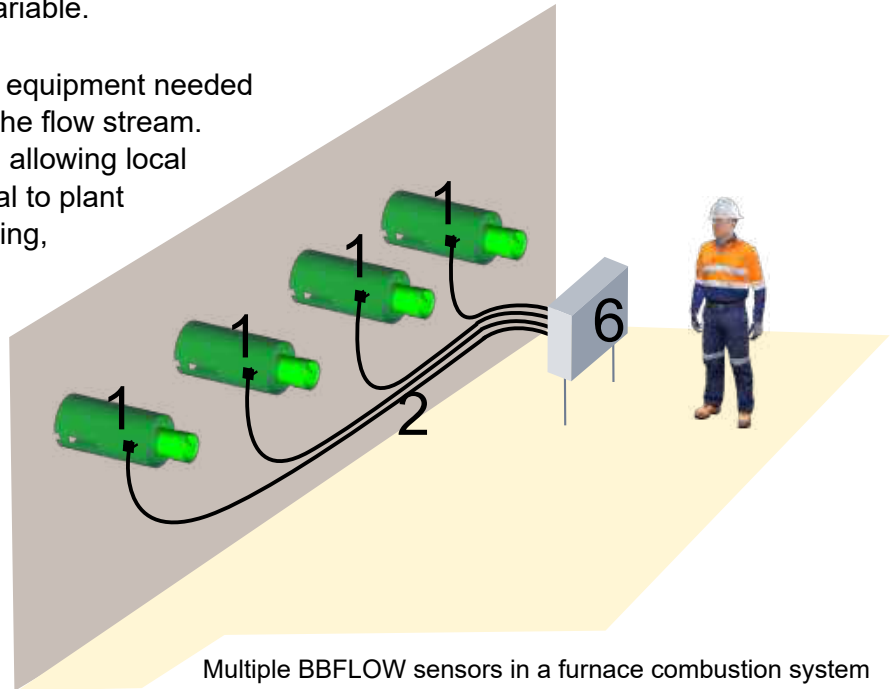 equipment needed
he flow stream.
allowing local
al to plant
ing,
1
1
1
1
6
2
Multiple BBFLOW sensors in a furnace combustion system